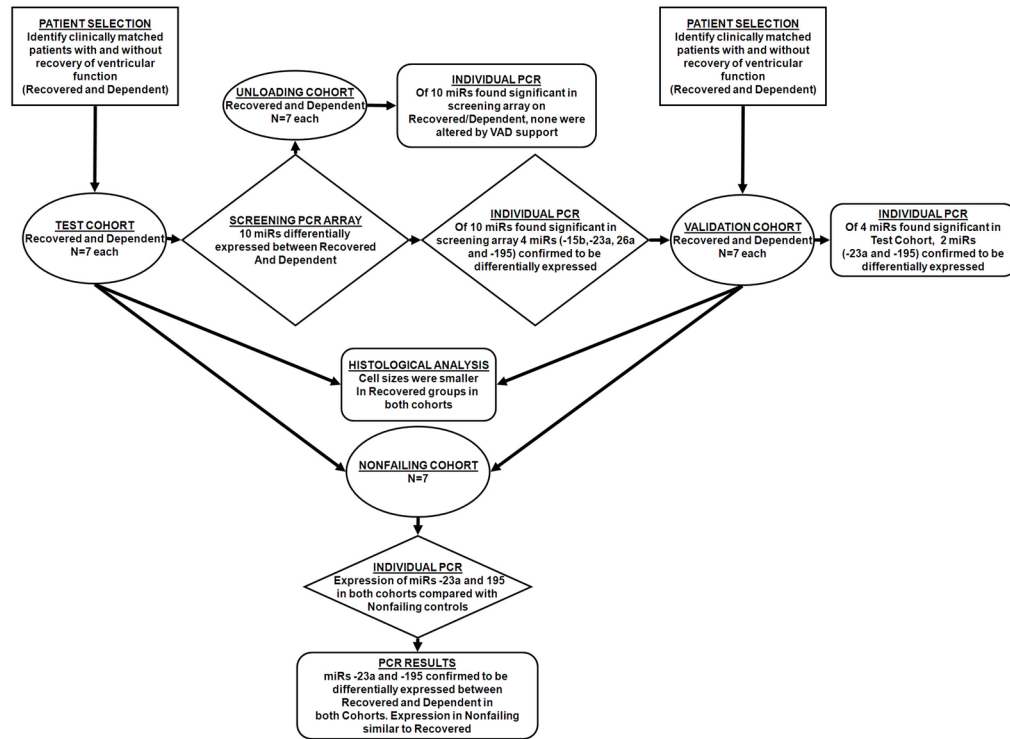 PATIENT SELECTION
Identify clinically matched
patients with and without
recovery of ventricular
function
(Recovered and Dependent)
PATIENT SELECTION
Identify clinically matched
patients with and without
recovery of ventricular
function
(Recovered and Dependent)
UNLOADING COHORT
Recovered and Dependent
N=7 each
INDIVIDUAL PCR
Of 10 miRs found significant in
screening array on
Recovered/Dependent, none were
altered by VAD support
TEST COHORT
Recovered and Dependent
N=7 each
SCREENING PCR ARRAY
10 miRs differentially
expressed between Recovered
And Dependent
INDIVIDUAL PCR
Of 10 miRs found significant in
screening array 4 miRs (-15b,-23a, 26a
and -195) confirmed to
be differentially expressed
VALIDATION COHORT
Recovered and Dependent
N=7 each
INDIVIDUAL PCR
Of 4 miRs found significant in
Test Cohort, 2 miRs
(-23a and -195) confirmed to be
differentially expressed
HISTOLOGICAL ANALYSIS
Cell sizes were smaller
In Recovered groups in
both cohorts
NONFAILING COHORT
N=7
INDIVIDUAL PCR
Expression of miRs -23a and 195
in both cohorts compared with
Nonfailing controls
PCR RESULTS
miRs -23a and -195 confirmed to be
differentially expressed between
Recovered and Dependent in
both Cohorts. Expression in Nonfailing
similar to Recovered